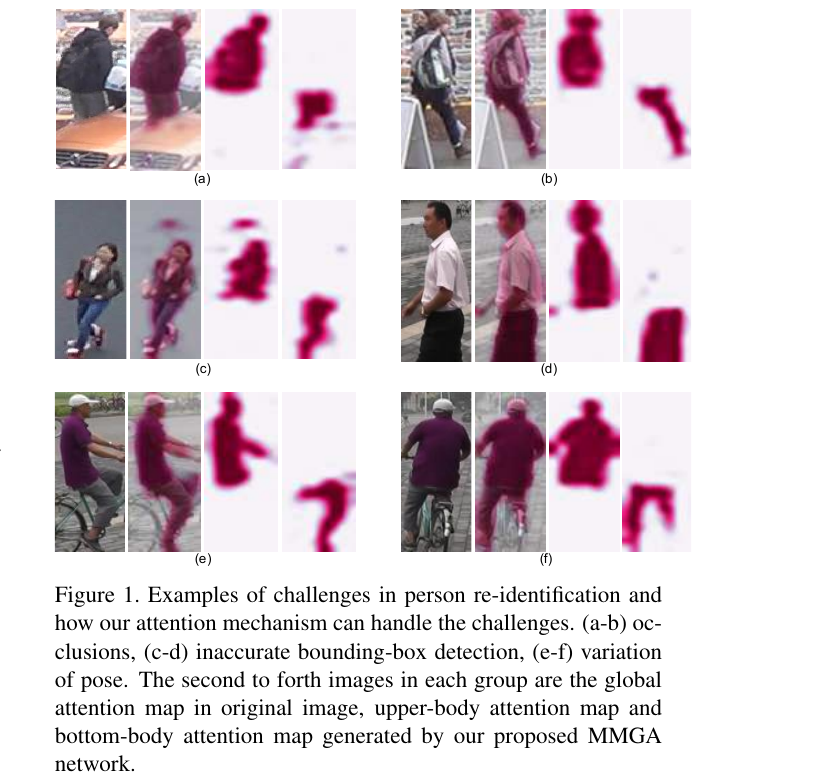 (a)
(b)
(c)
(d)
(e)
(f)
Figure 1. Examples of challenges in person re-identification and
how our attention mechanism can handle the challenges. (a-b) oc-
clusions, (c-d) inaccurate bounding-box detection, (e-f) variation
of pose. The second to forth images in each group are the global
attention map in original image, upper-body attention map and
bottom-body attention map generated by our proposed MMGA
network.